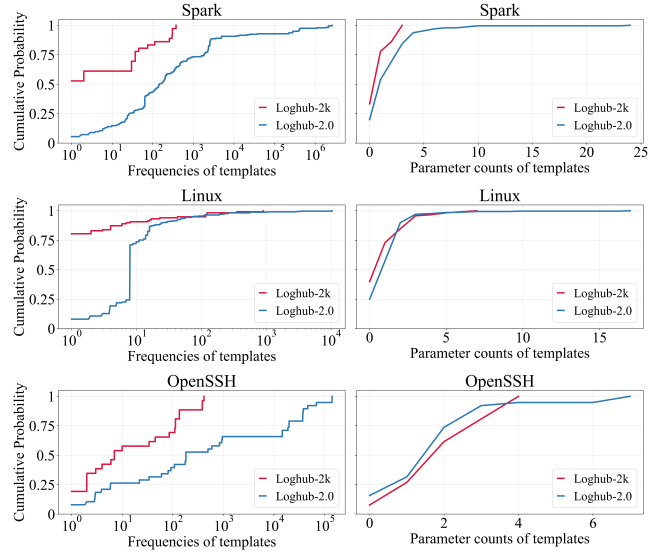 Spark
Cumulative Probability
1
0.75
0.5
0.25
0
Loghub-2k
Loghub-2.0
10^0 10^1 10^2 10^3 10^4 10^5 10^6
Frequencies of templates
Spark
Loghub-2k
Loghub-2.0
0 5 10 15 20 25
Parameter counts of templates
Linux
Cumulative Probability
1
0.75
0.5
0.25
0
Loghub-2k
Loghub-2.0
10^0 10^1 10^2 10^3 10^4
Frequencies of templates
Linux
Loghub-2k
Loghub-2.0
0 5 10 15
Parameter counts of templates
OpenSSH
Cumulative Probability
1
0.75
0.5
0.25
0
Loghub-2k
Loghub-2.0
10^0 10^1 10^2 10^3 10^4 10^5
Frequencies of templates
OpenSSH
Loghub-2k
Loghub-2.0
0 2 4 6
Parameter counts of templates